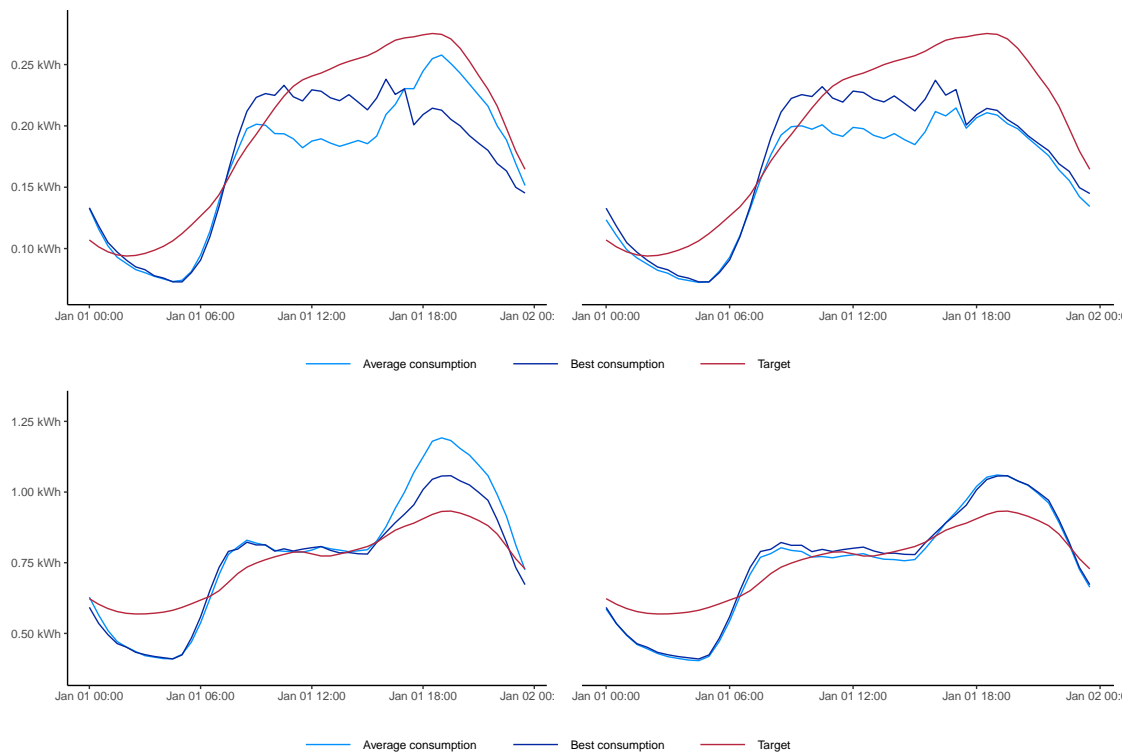 0.25 kWh
0.20 kWh
0.15 kWh
0.10 kWh
Jan 01 00:00 Jan 01 06:00 Jan 01 12:00 Jan 01 18:00 Jan 02 00: Jan 01 00:00 Jan 01 06:00 Jan 01 12:00 Jan 01 18:00 Jan 02 00:0
Average consumption Best consumption Target
1.25 kWh
1.00 kWh
0.75 kWh
0.50 kWh
Jan 01 00:00 Jan 01 06:00 Jan 01 12:00 Jan 01 18:00 Jan 02 00: Jan 01 00:00 Jan 01 06:00 Jan 01 12:00 Jan 01 18:00 Jan 02 00:0
Average consumption Best consumption Target